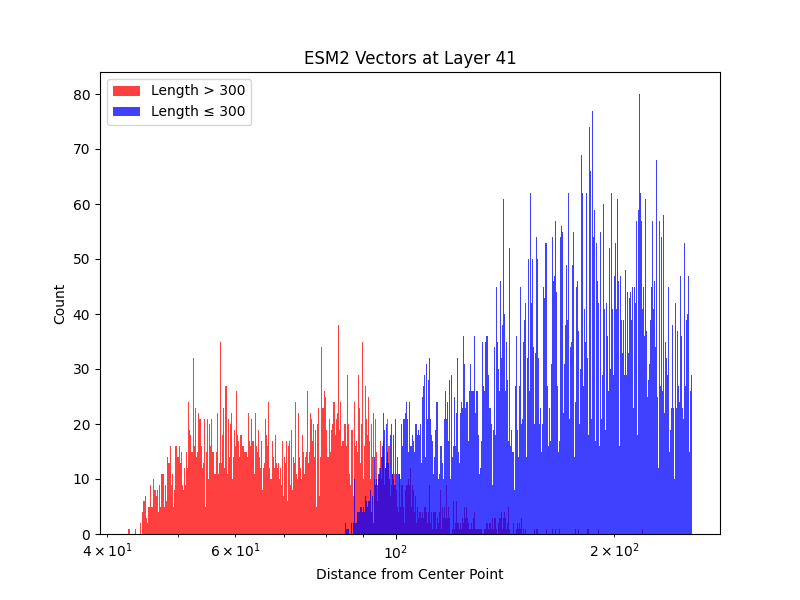 ESM2 Vectors at Layer 41
Length > 300
Length ≤ 300
Count
80
70
60
50
40
30
20
10
0
4 × 10¹
6 × 10¹
10²
2 × 10²
Distance from Center Point